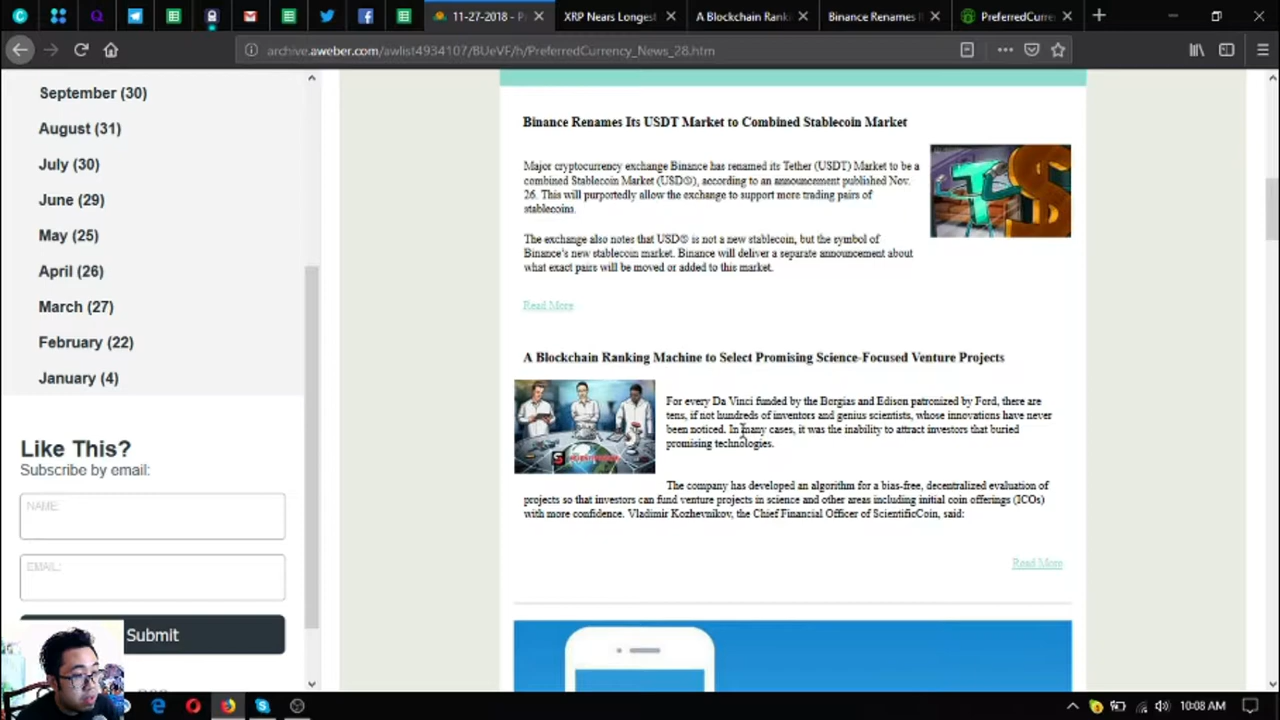 11-27-2018 - P
XRP Nears Longest
A Blockchain Rank
Binance Renames
PreferredCurre
archive.aweber.com/awlist4934107/BUeVF/h/PreferredCurrency_News_28.htm
September (30)
August (31)
July (30)
June (29)
May (25)
April (26)
March (27)
February (22)
January (4)
Like This?
Subscribe by email:
NAME:
EMAIL:
Submit
Binance Renames Its USDT Market to Combined Stablecoin Market
Major cryptocurrency exchange Binance has renamed its Tether (USDT) Market to be a
combined Stablecoin Market (USDⓈ), according to an announcement published Nov.
26. This will purportedly allow the exchange to support more trading pairs of
stablecoins.
The exchange also notes that USDⓈ is not a new stablecoin, but the symbol of
Binance's new stablecoin market. Binance will deliver a separate announcement about
what exact pairs will be moved or added to this market.
Read More
A Blockchain Ranking Machine to Select Promising Science-Focused Venture Projects
For every Da Vinci funded by the Borgias and Edison patronized by Ford, there are
tens, if not hundreds of inventors and genius scientists, whose innovations have never
been noticed. In many cases, it was the inability to attract investors that buried
promising technologies.
The company has developed an algorithm for a bias-free, decentralized evaluation of
projects so that investors can fund venture projects in science and other areas including initial coin offerings (ICOs)
with more confidence. Vladimir Kozhevnikov, the Chief Financial Officer of ScientificCoin, said:
Read More
10:08 AM